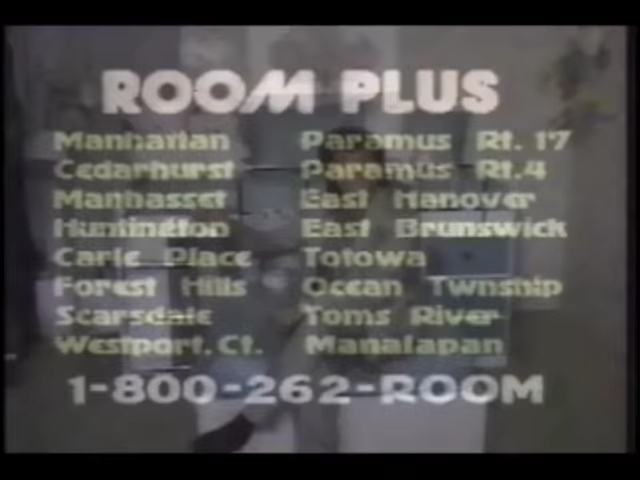 ROOM PLUS
Manhattan Paramus Rt. 17
Cedarhurst Paramus Rt.4
Manhasset East Hanover
Huntington East Brunswick
Carle Place Totowa
Forest Hills Ocean Twnship
Scarsdale Toms River
Westport. Ct. Manalapan
1-800-262-ROOM